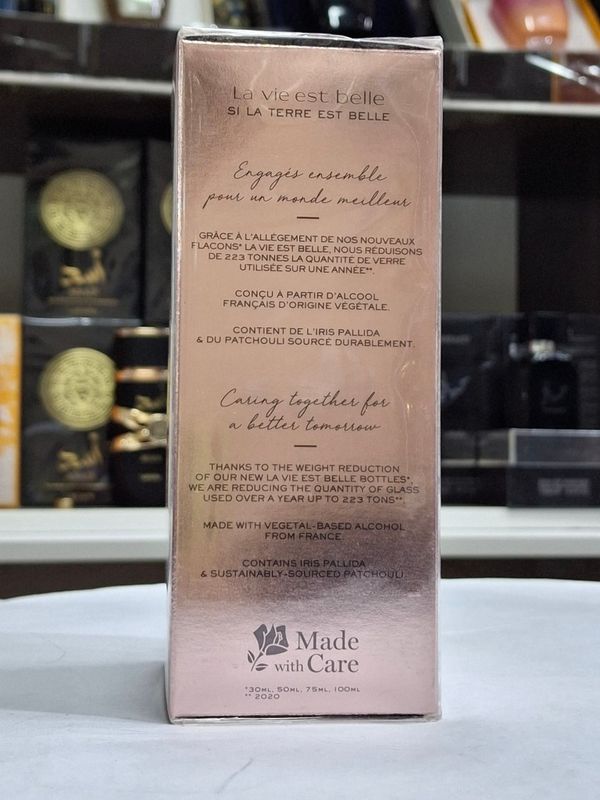 La vie est belle
SI LA TERRE EST BELLE
Engagés ensemble
pour un monde meilleur
GRÂCE À L'ALLÈGEMENT DE NOS NOUVEAUX
FLACONS* LA VIE EST BELLE, NOUS RÉDUISONS
DE 223 TONNES LA QUANTITÉ DE VERRE
UTILISÉE SUR UNE ANNÉE**.
CONÇU À PARTIR D'ALCOOL
FRANÇAIS D'ORIGINE VÉGÉTALE.
CONTIENT DE L'IRIS PALLIDA
& DU PATCHOULI SOURCÉ DURABLEMENT.
Caring together for
a better tomorrow
THANKS TO THE WEIGHT REDUCTION
OF OUR NEW LA VIE EST BELLE BOTTLES*,
WE ARE REDUCING THE QUANTITY OF GLASS
USED OVER A YEAR UP TO 223 TONS**.
MADE WITH VEGETAL-BASED ALCOHOL
FROM FRANCE.
CONTAINS IRIS PALLIDA
& SUSTAINABLY-SOURCED PATCHOULI
Made
with Care
*30ML, 50ML, 75ML, 100ML
** 2020